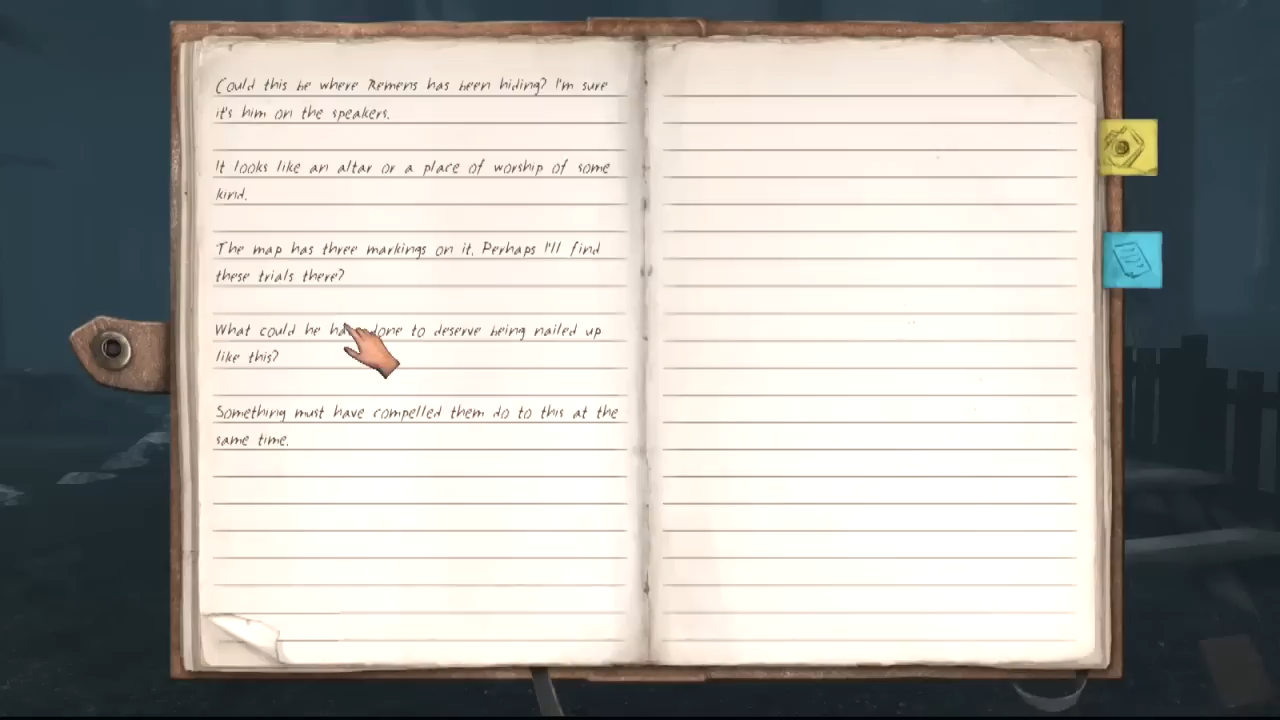 Could this be where Remens has been hiding? I'm sure
it's him on the speakers.
It looks like an altar or a place of worship of some
kind.
The map has three markings on it. Perhaps I'll find
these trials there?
What could he have done to deserve being nailed up
like this?
Something must have compelled them do to this at the
same time.